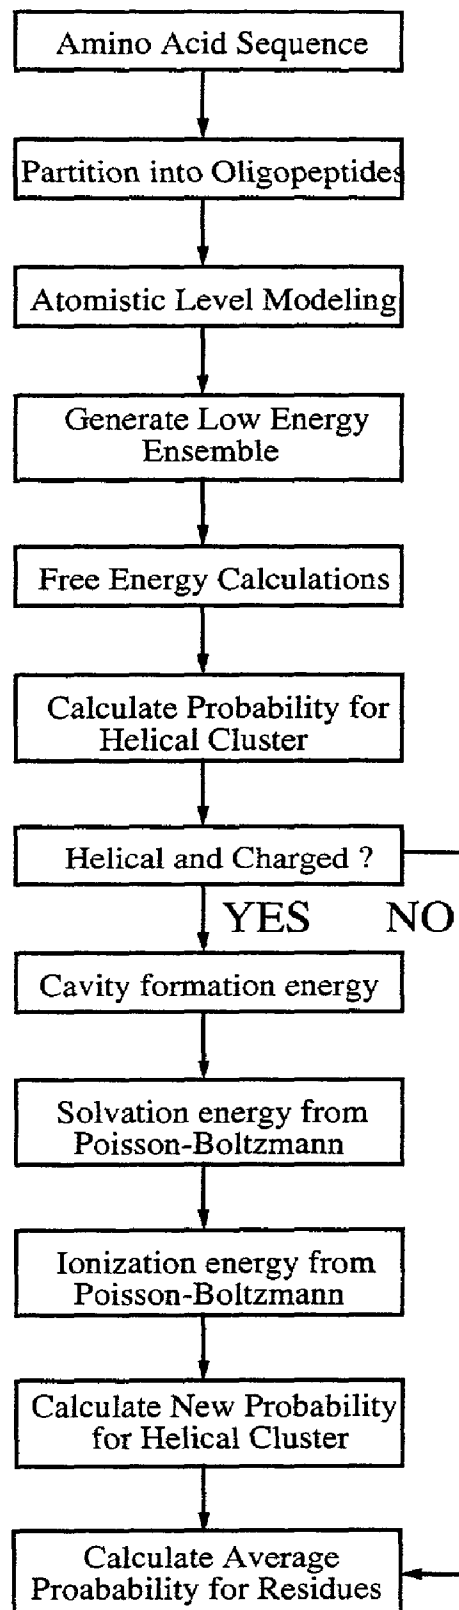 Amino Acid Sequence
Partition into Oligopeptides
Atomistic Level Modeling
Generate Low Energy
Ensemble
Free Energy Calculations
Calculate Probability for
Helical Cluster
Helical and Charged ?
YES NO
Cavity formation energy
Solvation energy from
Poisson-Boltzmann
Ionization energy from
Poisson-Boltzmann
Calculate New Probability
for Helical Cluster
Calculate Average
Proabability for Residues